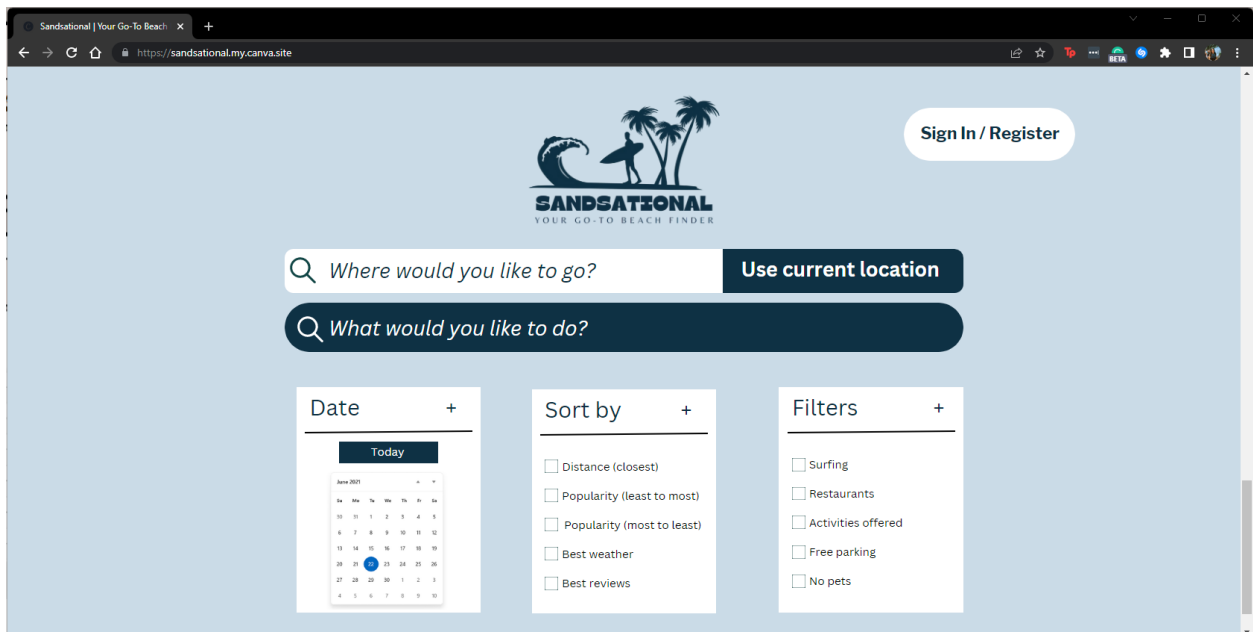 Sandsational | Your Go-To Beach
https://sandsational.my.canva.site
Tp
BETA
Sign In / Register
SANDSATIONAL
YOUR GO-TO BEACH FINDER
Where would you like to go?
Use current location
What would you like to do?
Date +
Today
June 2021
Su Mo Tu We Th Fr Sa
30 31 1 2 3 4 5
6 7 8 9 10 11 12
13 14 15 16 17 18 19
20 21 22 23 24 25 26
27 28 29 30 1 2 3
4 5 6 7 8 9 10
Sort by +
Distance (closest)
Popularity (least to most)
Popularity (most to least)
Best weather
Best reviews
Filters +
Surfing
Restaurants
Activities offered
Free parking
No pets